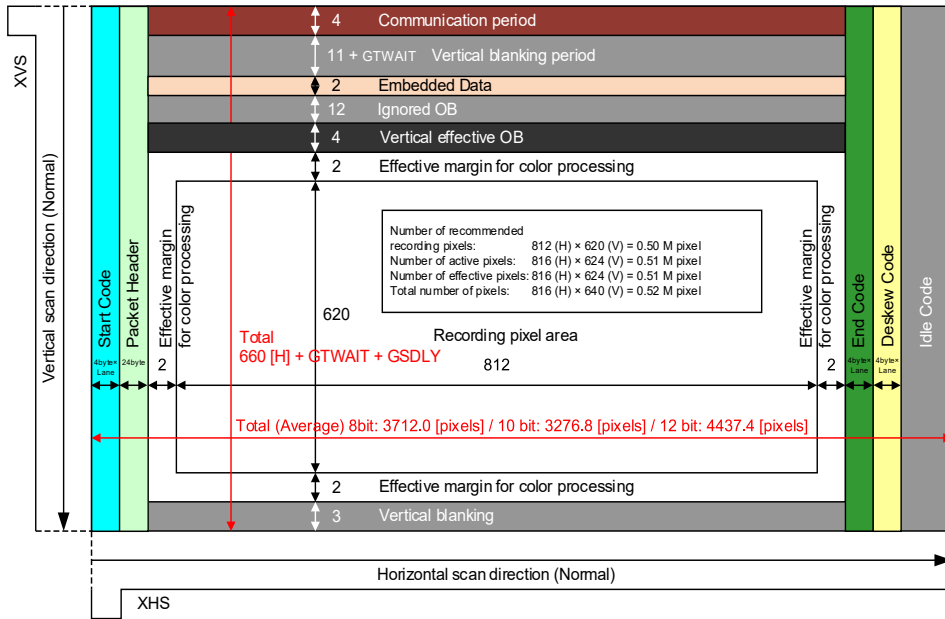 XVS
Vertical scan direction (Normal)
4 Communication period
11 + GTWAIT Vertical blanking period
2 Embedded Data
12 Ignored OB
4 Vertical effective OB
2 Effective margin for color processing
Number of recommended
recording pixels: 812 (H) × 620 (V) = 0.50 M pixel
Number of active pixels: 816 (H) × 624 (V) = 0.51 M pixel
Number of effective pixels: 816 (H) × 624 (V) = 0.51 M pixel
Total number of pixels: 816 (H) × 640 (V) = 0.52 M pixel
Start Code
4byte×
Lane
Packet Header
24byte
Effective margin
for color processing
2
620
Total
660 [H] + GTWAIT + GSDLY
Recording pixel area
812
Effective margin
for color processing
2
End Code
4byte×
Lane
Deskew Code
4byte×
Lane
Idle Code
Total (Average) 8bit: 3712.0 [pixels] / 10 bit: 3276.8 [pixels] / 12 bit: 4437.4 [pixels]
2 Effective margin for color processing
3 Vertical blanking
Horizontal scan direction (Normal)
XHS